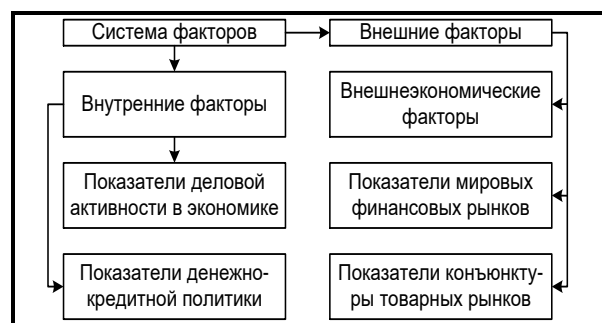 Система факторов
Внешние факторы
Внутренние факторы
Внешнеэкономические
факторы
Показатели деловой
активности в экономике
Показатели мировых
финансовых рынков
Показатели денежно-
кредитной политики
Показатели конъюнкту-
ры товарных рынков